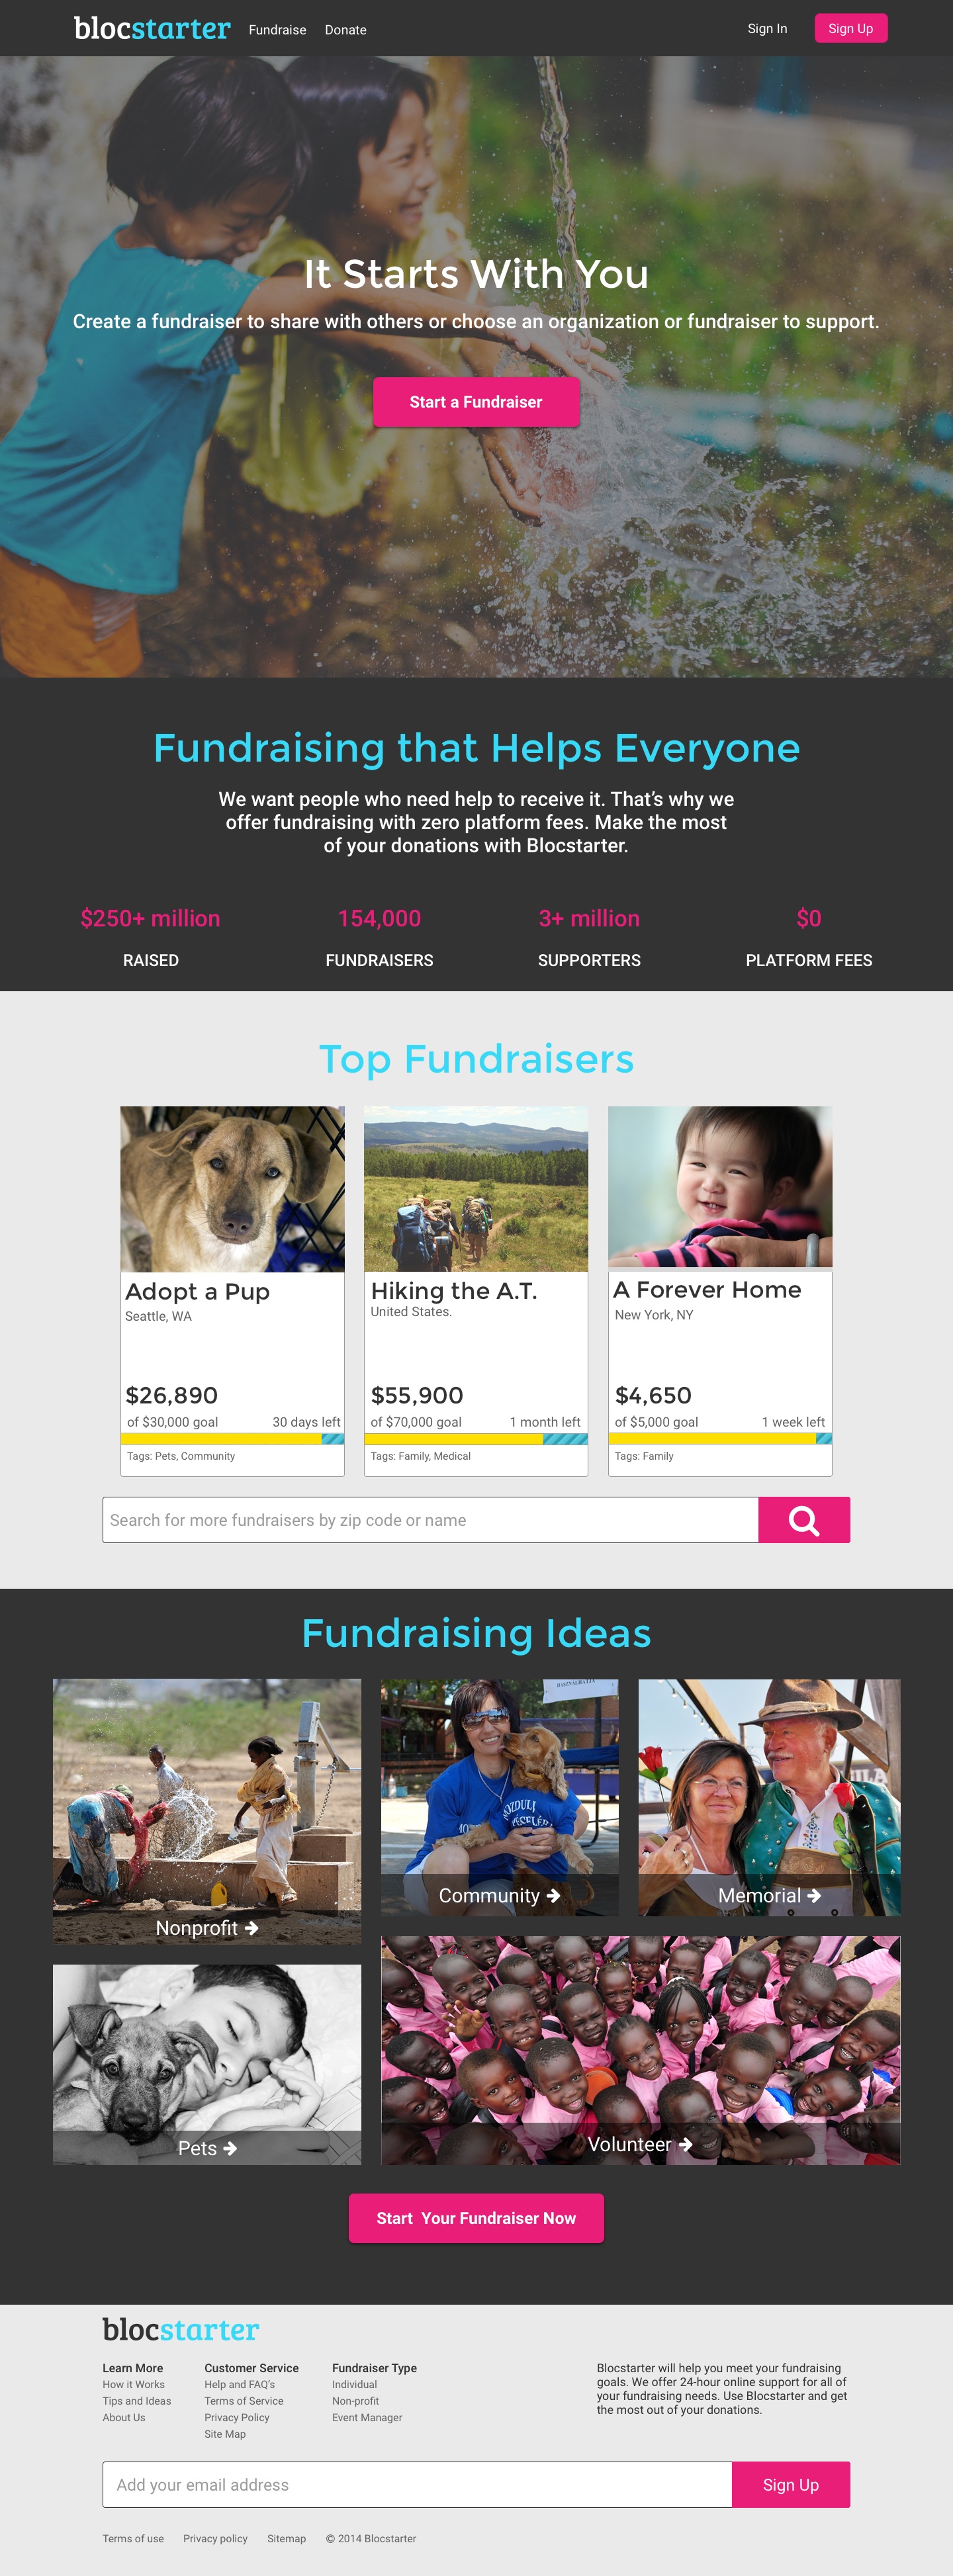 blocstarter Fundraise Donate Sign In Sign Up
It Starts With You
Create a fundraiser to share with others or choose an organization or fundraiser to support.
Start a Fundraiser
Fundraising that Helps Everyone
We want people who need help to receive it. That's why we
offer fundraising with zero platform fees. Make the most
of your donations with Blocstarter.
$250+ million 154,000 3+ million $0
RAISED FUNDRAISERS SUPPORTERS PLATFORM FEES
Top Fundraisers
Adopt a Pup
Seattle, WA
$26,890
of $30,000 goal 30 days left
Tags: Pets, Community
Hiking the A.T.
United States.
$55,900
of $70,000 goal 1 month left
Tags: Family, Medical
A Forever Home
New York, NY
$4,650
of $5,000 goal 1 week left
Tags: Family
Search for more fundraisers by zip code or name
Fundraising Ideas
Nonprofit
Community
Memorial
Pets
Volunteer
Start Your Fundraiser Now
blocstarter
Learn More
How it Works
Tips and Ideas
About Us
Customer Service
Help and FAQ's
Terms of Service
Privacy Policy
Site Map
Fundraiser Type
Individual
Non-profit
Event Manager
Blocstarter will help you meet your fundraising
goals. We offer 24-hour online support for all of
your fundraising needs. Use Blocstarter and get
the most out of your donations.
Add your email address Sign Up
Terms of use Privacy policy Sitemap © 2014 Blocstarter